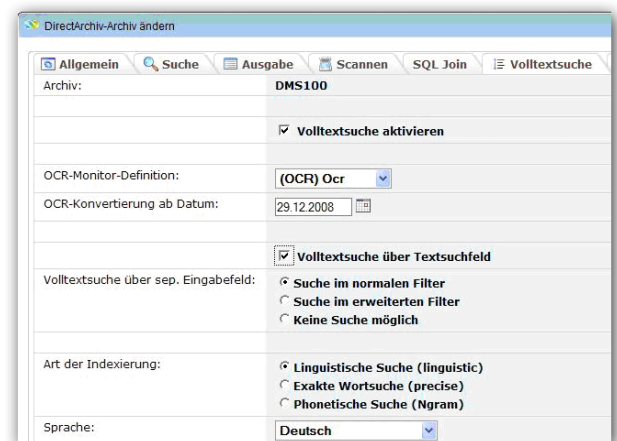 DirectArchiv-Archiv ändern
Allgemein Suche Ausgabe Scannen SQL Join Volltextsuche
Archiv: DMS100
Volltextsuche aktivieren
OCR-Monitor-Definition: (OCR) Ocr
OCR-Konvertierung ab Datum: 29.12.2008
Volltextsuche über Textsuchfeld
Volltextsuche über sep. Eingabefeld: Suche im normalen Filter
Suche im erweiterten Filter
Keine Suche möglich
Art der Indexierung: Linguistische Suche (linguistic)
Exakte Wortsuche (precise)
Phonetische Suche (Ngram)
Sprache: Deutsch